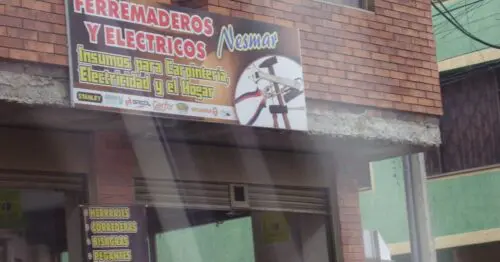 FERREMADEROS
Y ELECTRICOS Nesmar
Insumos para Carpintería,
Electricidad y el Hogar
STANLEY
HERRAJES
CORREDERAS
BISAGRAS
PEGANTES